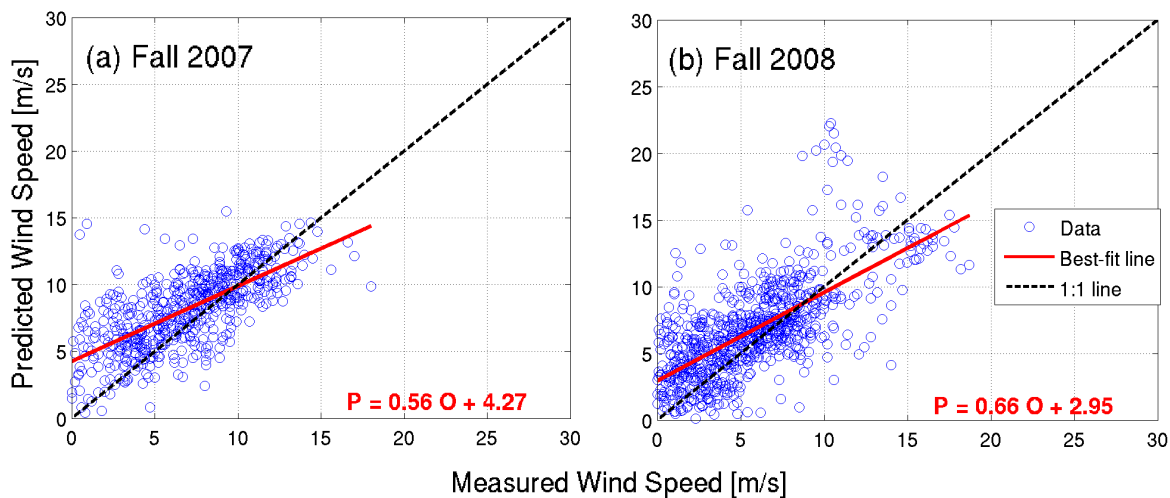 Predicted Wind Speed [m/s]
(a) Fall 2007
30
25
20
15
10
5
0
P = 0.56 O + 4.27
0 5 10 15 20 25 30
(b) Fall 2008
30
25
20
15
10
5
0
Data
Best-fit line
1:1 line
P = 0.66 O + 2.95
0 5 10 15 20 25 30
Measured Wind Speed [m/s]